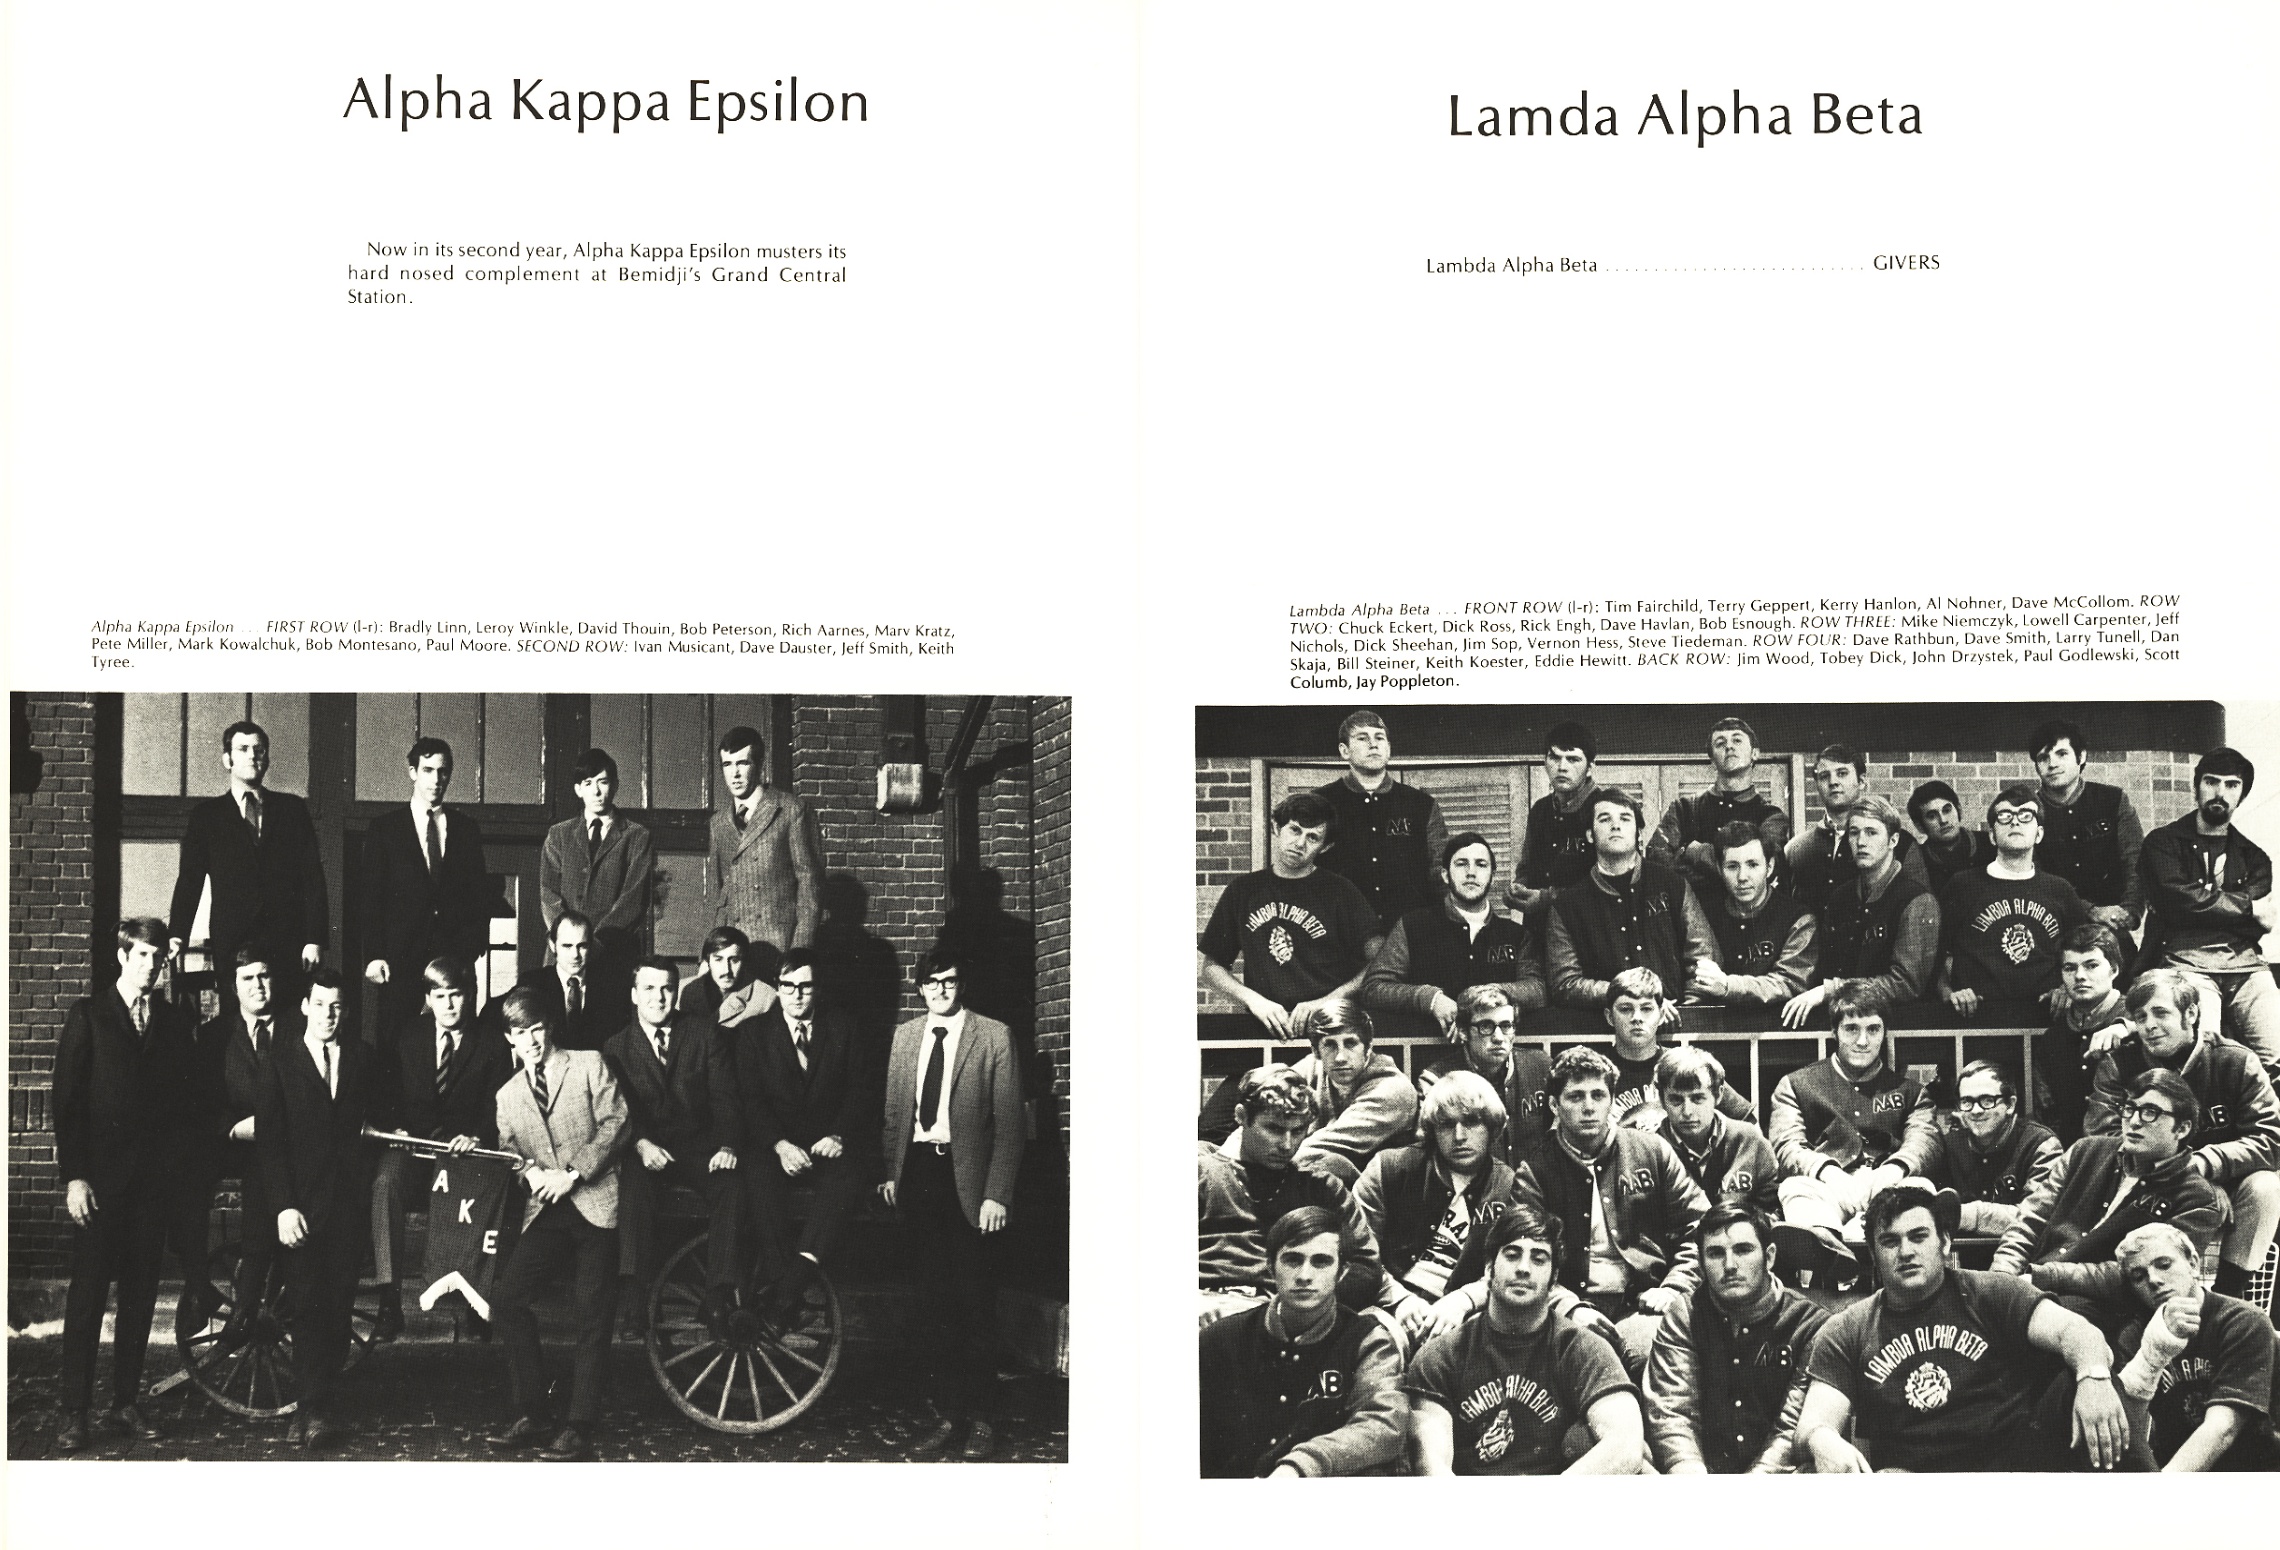 Alpha Kappa Epsilon
Now in its second year, Alpha Kappa Epsilon musters its
hard nosed complement at Bemidji's Grand Central
Station.
Alpha Kappa Epsilon ... FIRST ROW (l-r): Bradly Linn, Leroy Winkle, David Thouin, Bob Peterson, Rich Aarnes, Marv Kratz,
Pete Miller, Mark Kowalchuk, Bob Montesano, Paul Moore. SECOND ROW: Ivan Musicant, Dave Dauster, Jeff Smith, Keith
Tyree.
A
K
E
Lamda Alpha Beta
Lambda Alpha Beta ........................... GIVERS
Lambda Alpha Beta ... FRONT ROW (l-r): Tim Fairchild, Terry Geppert, Kerry Hanlon, Al Nohner, Dave McCollom. ROW
TWO: Chuck Eckert, Dick Ross, Rick Engh, Dave Havlan, Bob Esnough. ROW THREE: Mike Niemczyk, Lowell Carpenter, Jeff
Nichols, Dick Sheehan, Jim Sop, Vernon Hess, Steve Tiedeman. ROW FOUR: Dave Rathbun, Dave Smith, Larry Tunell, Dan
Skaja, Bill Steiner, Keith Koester, Eddie Hewitt. BACK ROW: Jim Wood, Tobey Dick, John Drzystek, Paul Godlewski, Scott
Columb, Jay Poppleton.
LAMBDA ALPHA BETA
LAMBDA ALPHA BETA
ΛAB
ΛAB
ΛAB
ΛAB
ΛAB
LAMBDA ALPHA BETA
LAMBDA ALPHA BETA